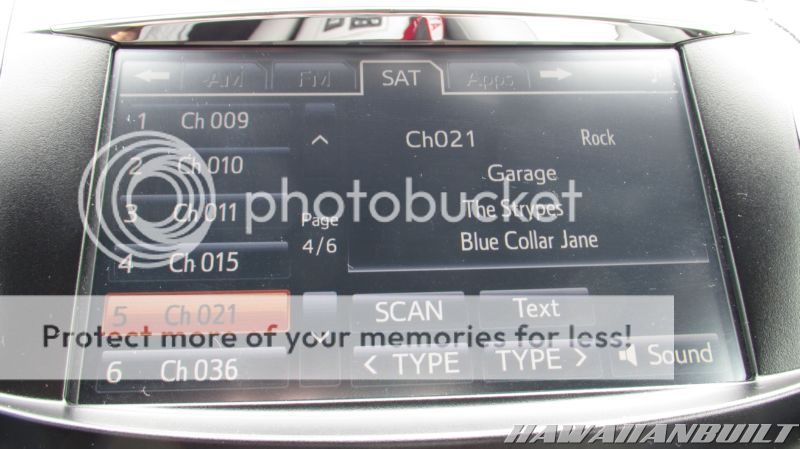 AM FM SAT Apps
1 Ch 009
2 Ch 010
3 Ch 011
4 Ch 015
5 Ch 021
6 Ch 036
Page
4/6
Ch021 Rock
Garage
The Strypes
Blue Collar Jane
SCAN Text
< TYPE TYPE > Sound
photobucket
Protect more of your memories for less!
HAWAIIANBUILT